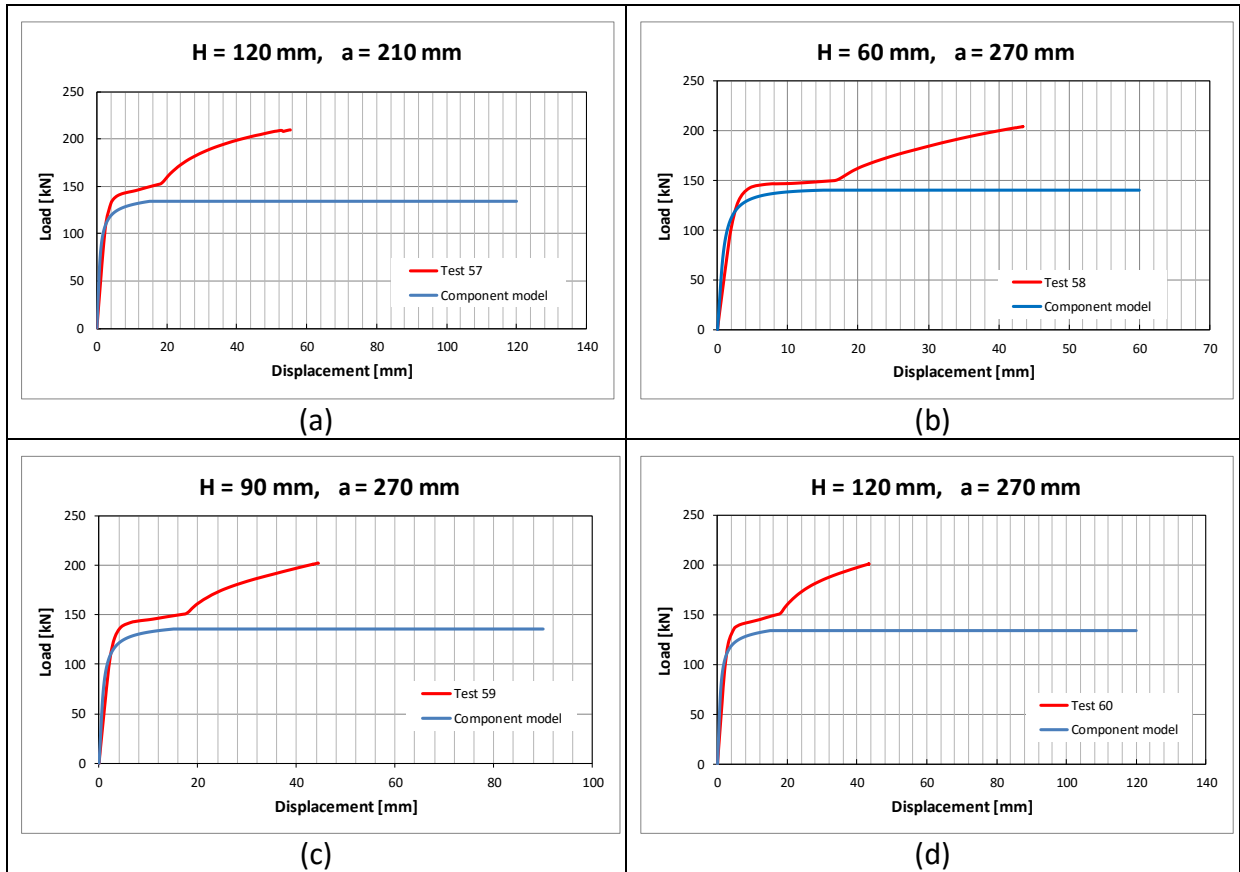 H = 120 mm, a = 210 mm
250
200
150
100
50
0
Load [kN]
Test 57
Component model
0 20 40 60 80 100 120 140
Displacement [mm]
(a)
H = 60 mm, a = 270 mm
250
200
150
100
50
0
Load [kN]
Test 58
Component model
0 10 20 30 40 50 60 70
Displacement [mm]
(b)
H = 90 mm, a = 270 mm
250
200
150
100
50
0
Load [kN]
Test 59
Component model
0 20 40 60 80 100
Displacement [mm]
(c)
H = 120 mm, a = 270 mm
250
200
150
100
50
0
Load [kN]
Test 60
Component model
0 20 40 60 80 100 120 140
Displacement [mm]
(d)